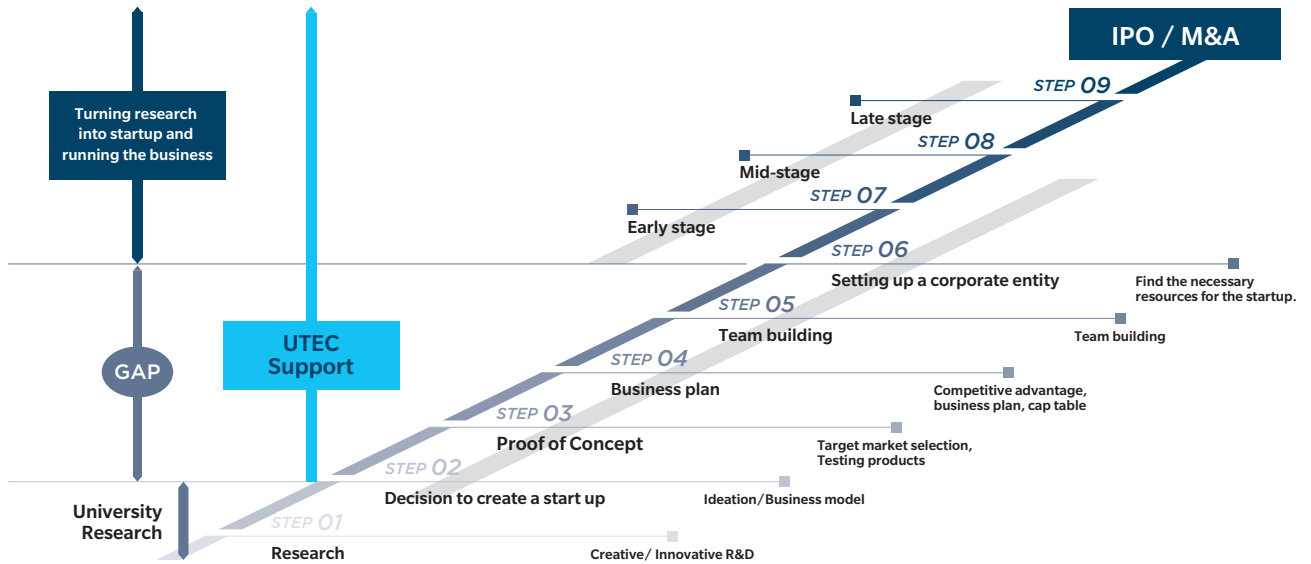 IPO / M&A
Turning research
into startup and
running the business
STEP 09
Late stage
STEP 08
Mid-stage
STEP 07
Early stage
STEP 06
Setting up a corporate entity
Find the necessary
resources for the startup.
STEP 05
Team building
Team building
UTEC
Support
GAP
STEP 04
Business plan
Competitive advantage,
business plan, cap table
STEP 03
Proof of Concept
Target market selection,
Testing products
STEP 02
Decision to create a start up
Ideation/Business model
University
Research
STEP 01
Research
Creative/ Innovative R&D